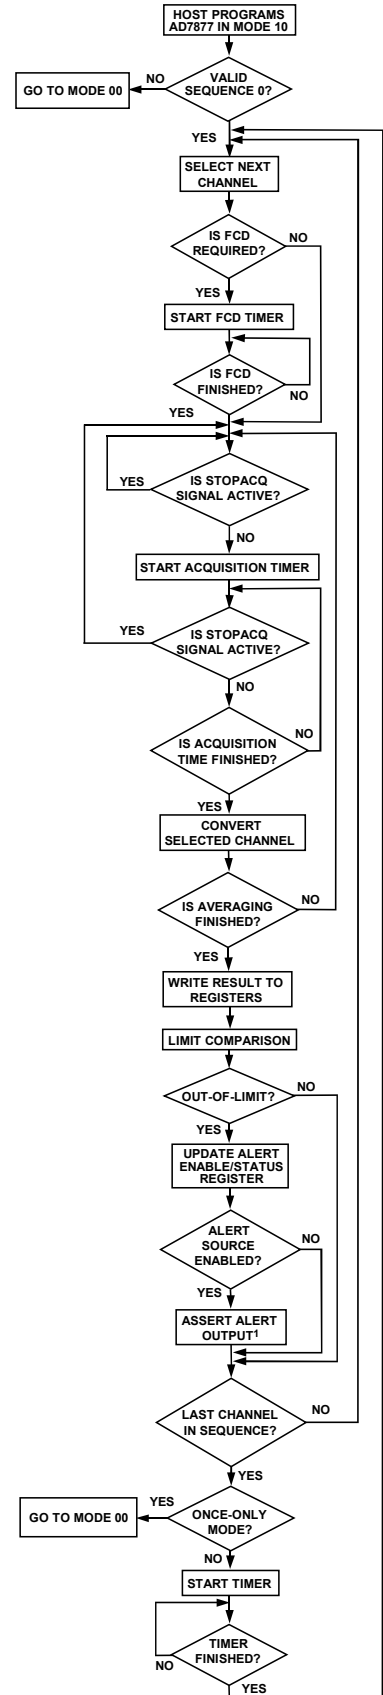 HOST PROGRAMS
AD7877 IN MODE 10
GO TO MODE 00
NO
VALID
SEQUENCE 0?
YES
SELECT NEXT
CHANNEL
IS FCD
REQUIRED?
NO
YES
START FCD TIMER
IS FCD
FINISHED?
NO
YES
IS STOPACQ
SIGNAL ACTIVE?
YES
NO
START ACQUISITION TIMER
YES
IS STOPACQ
SIGNAL ACTIVE?
NO
IS ACQUISITION
TIME FINISHED?
NO
YES
CONVERT
SELECTED CHANNEL
IS AVERAGING
FINISHED?
NO
YES
WRITE RESULT TO
REGISTERS
LIMIT COMPARISON
OUT-OF-LIMIT?
NO
YES
UPDATE ALERT
ENABLE/STATUS
REGISTER
ALERT
SOURCE
ENABLED?
NO
YES
ASSERT ALERT
OUTPUT¹
LAST CHANNEL
IN SEQUENCE?
NO
YES
GO TO MODE 00
YES
ONCE-ONLY
MODE?
NO
START TIMER
TIMER
FINISHED?
NO
YES